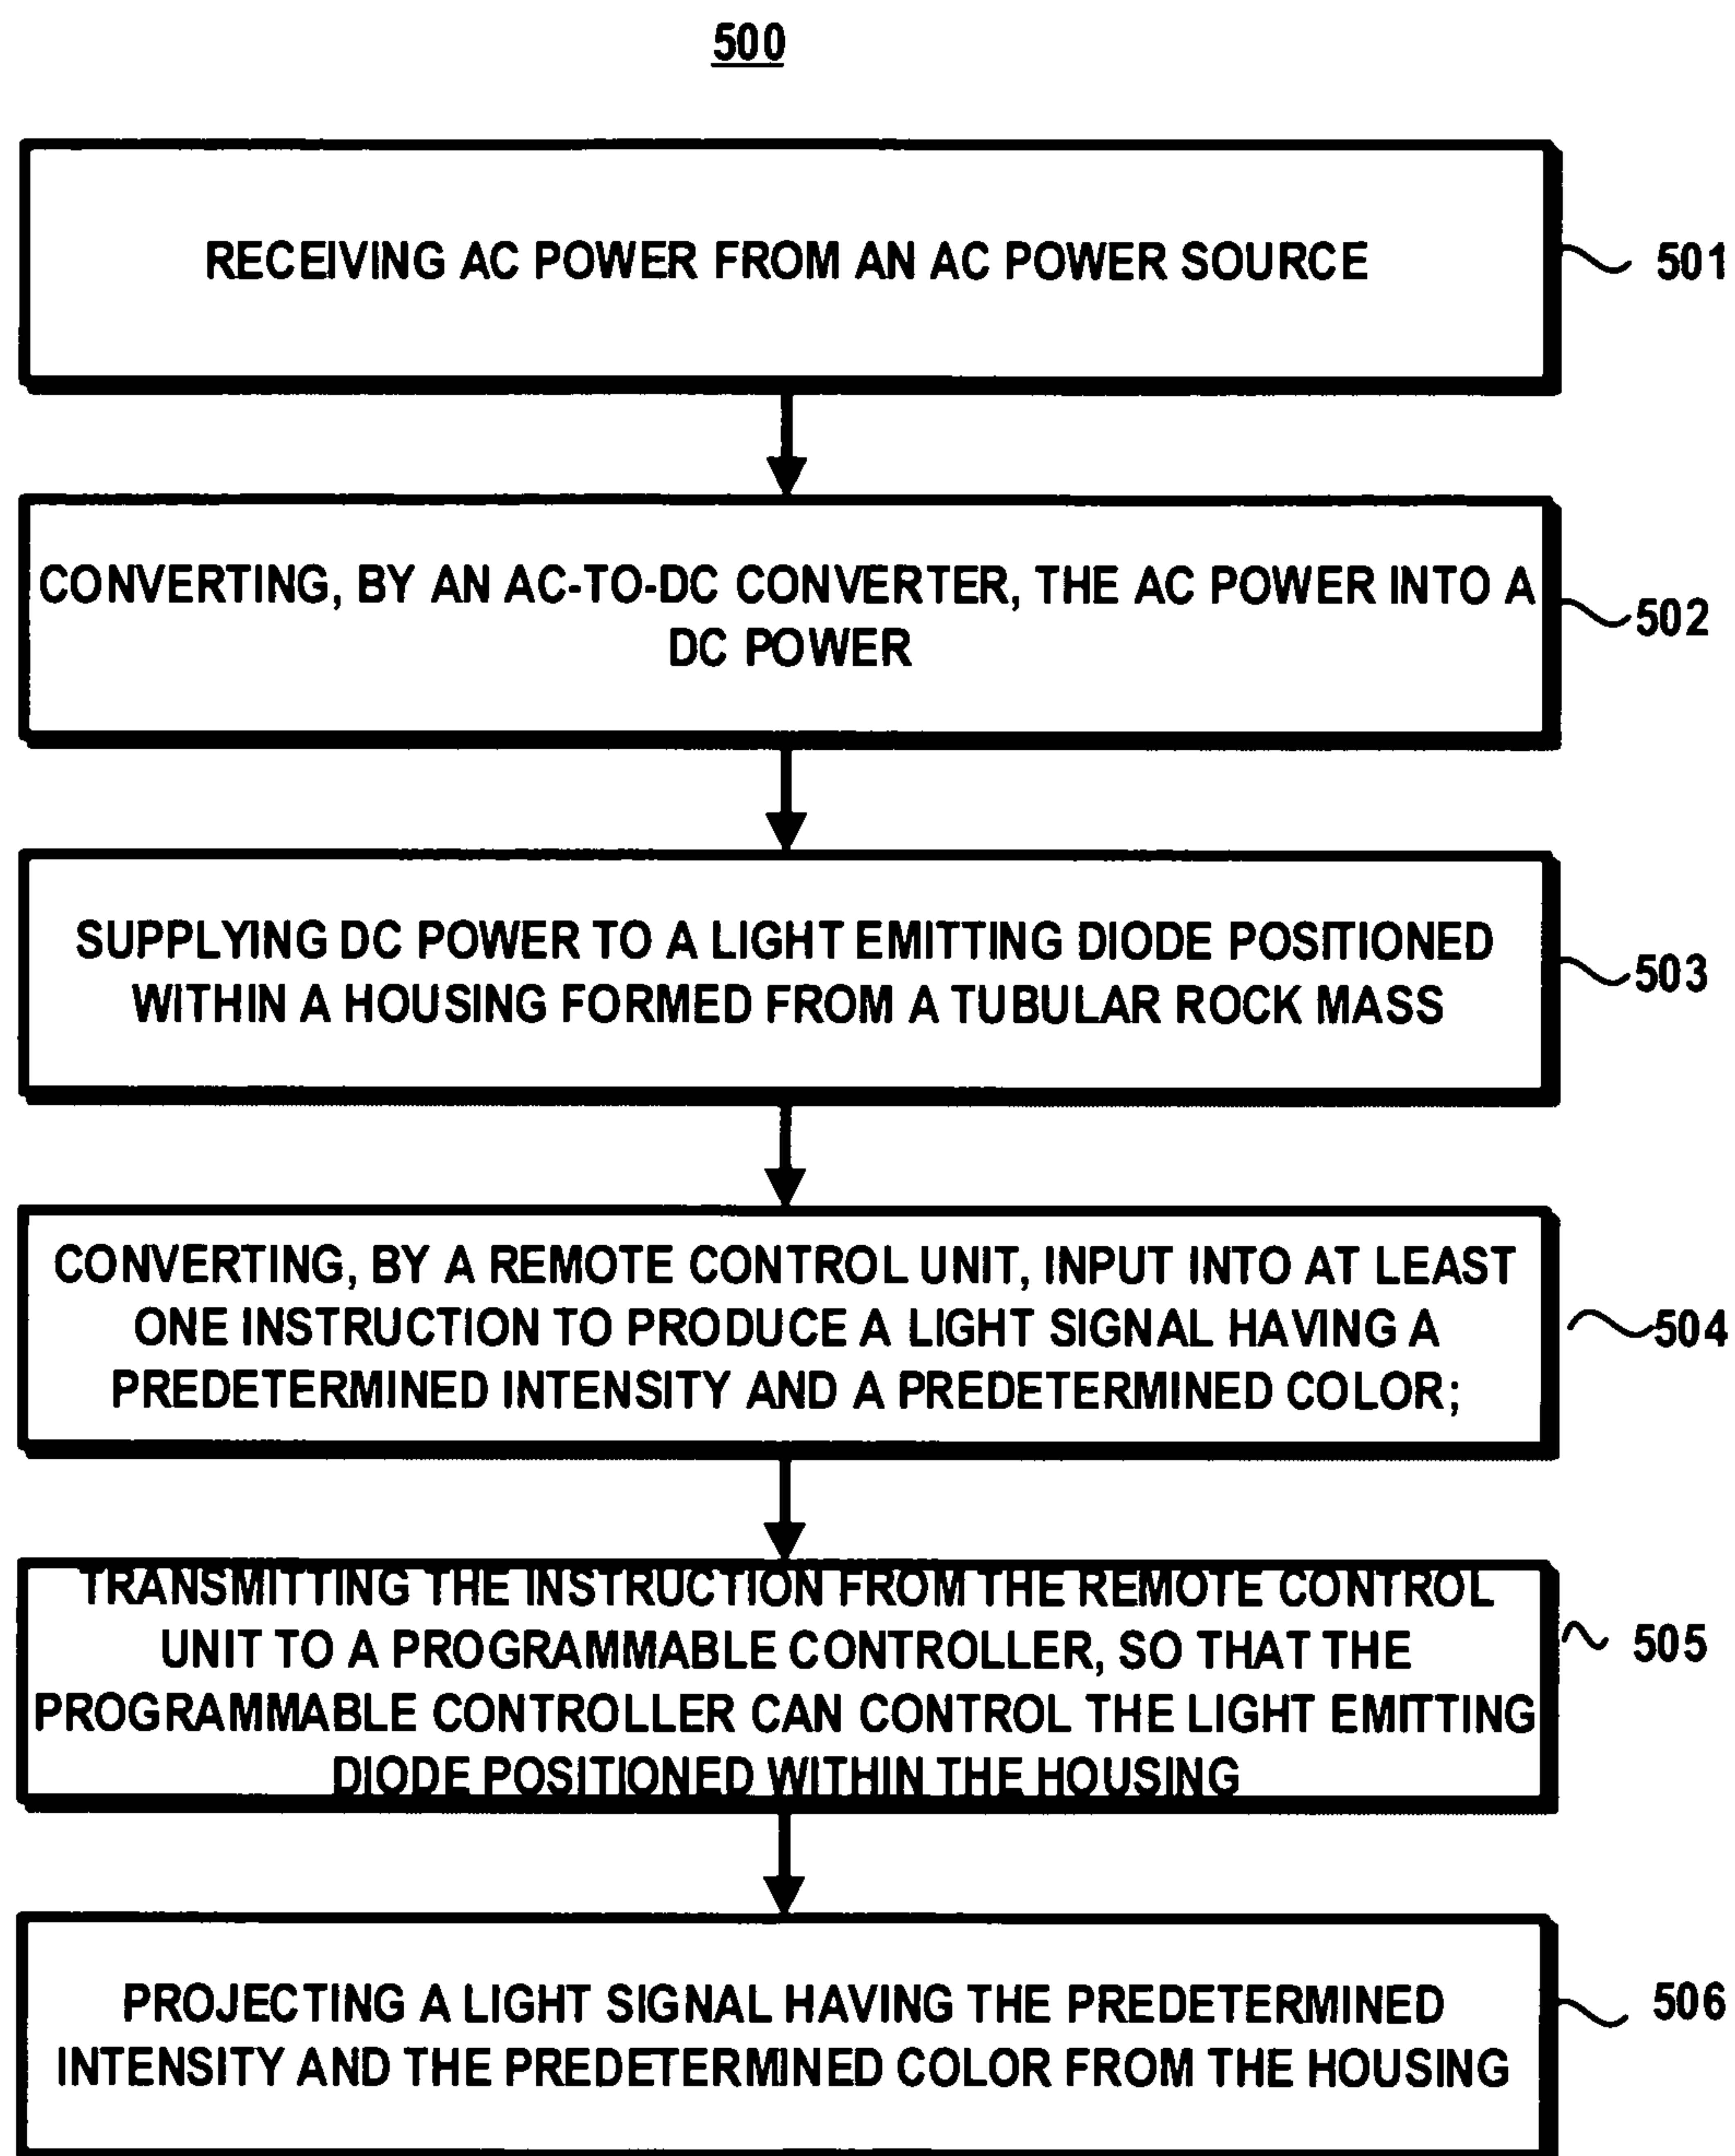 500
RECEIVING AC POWER FROM AN AC POWER SOURCE
501
CONVERTING, BY AN AC-TO-DC CONVERTER, THE AC POWER INTO A
DC POWER
502
SUPPLYING DC POWER TO A LIGHT EMITTING DIODE POSITIONED
WITHIN A HOUSING FORMED FROM A TUBULAR ROCK MASS
503
CONVERTING, BY A REMOTE CONTROL UNIT, INPUT INTO AT LEAST
ONE INSTRUCTION TO PRODUCE A LIGHT SIGNAL HAVING A
PREDETERMINED INTENSITY AND A PREDETERMINED COLOR;
504
TRANSMITTING THE INSTRUCTION FROM THE REMOTE CONTROL
UNIT TO A PROGRAMMABLE CONTROLLER, SO THAT THE
PROGRAMMABLE CONTROLLER CAN CONTROL THE LIGHT EMITTING
DIODE POSITIONED WITHIN THE HOUSING
505
PROJECTING A LIGHT SIGNAL HAVING THE PREDETERMINED
INTENSITY AND THE PREDETERMINED COLOR FROM THE HOUSING
506